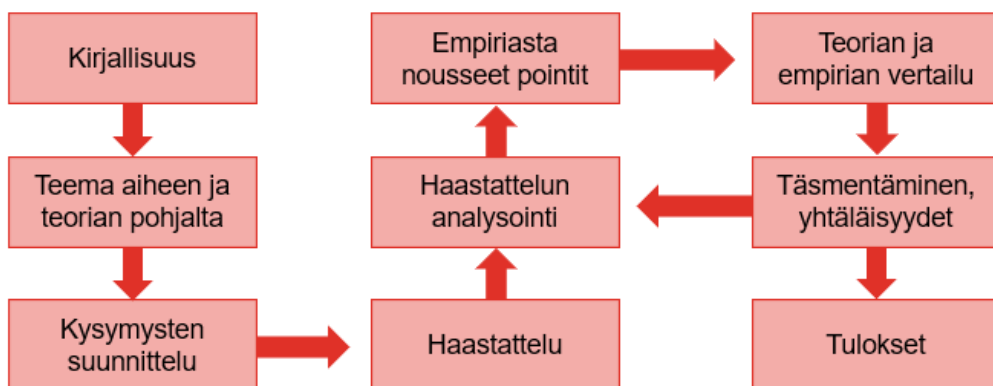 Kirjallisuus
Teema aiheen ja
teorian pohjalta
Kysymysten
suunnittelu
Haastattelu
Haastattelun
analysointi
Empiriasta
nousseet pointit
Teorian ja
empirian vertailu
Täsmentäminen,
yhtäläisyydet
Tulokset